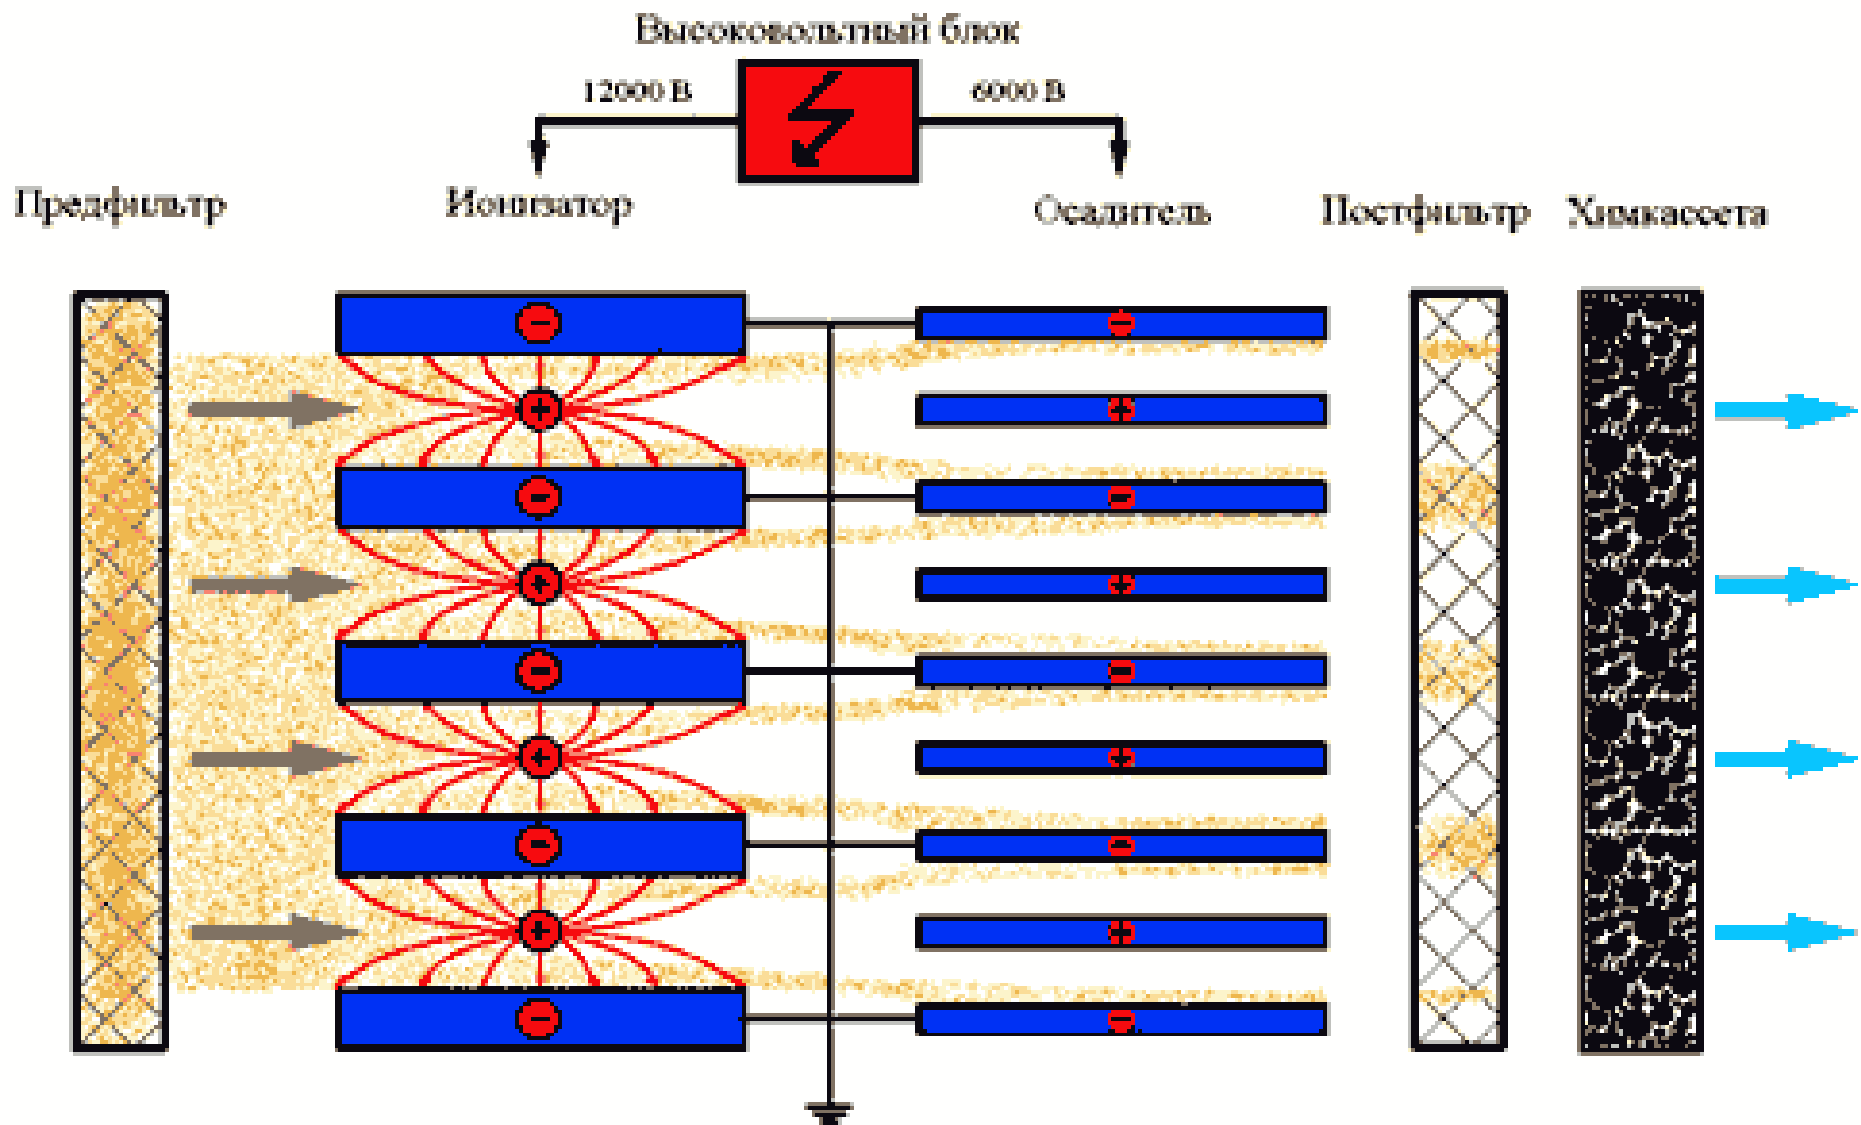 Высоковольтный блок
12000 В
6000 В
Предфильтр
Ионизатор
Осадитель
Постфильтр
Химкассета